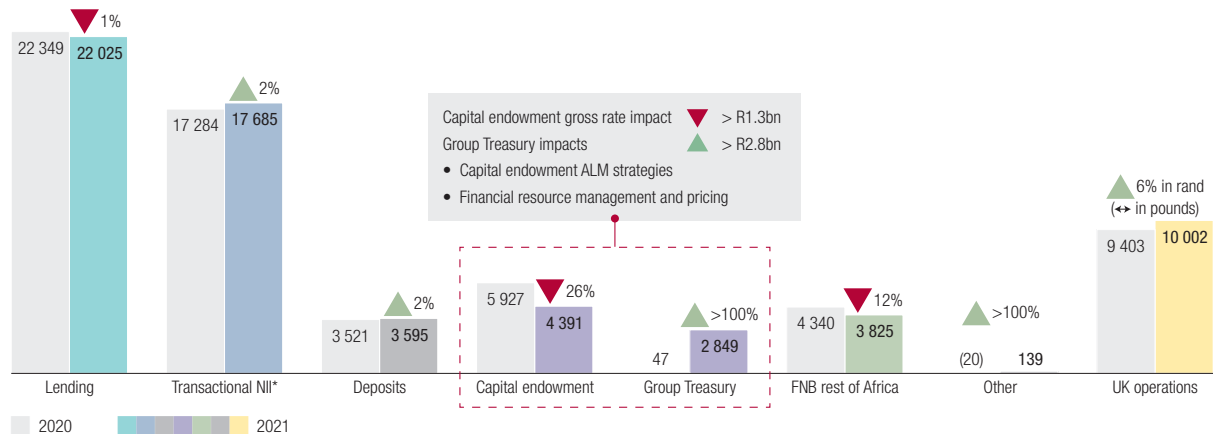 1%
22 349
22 025
2%
17 284
17 685
Capital endowment gross rate impact > R1.3bn
Group Treasury impacts > R2.8bn
• Capital endowment ALM strategies
• Financial resource management and pricing
6% in rand
(↔ in pounds)
9 403
10 002
2%
3 521
3 595
26%
5 927
4 391
>100%
47
2 849
12%
4 340
3 825
>100%
(20)
139
Lending
Transactional NII*
Deposits
Capital endowment
Group Treasury
FNB rest of Africa
Other
UK operations
2020
2021